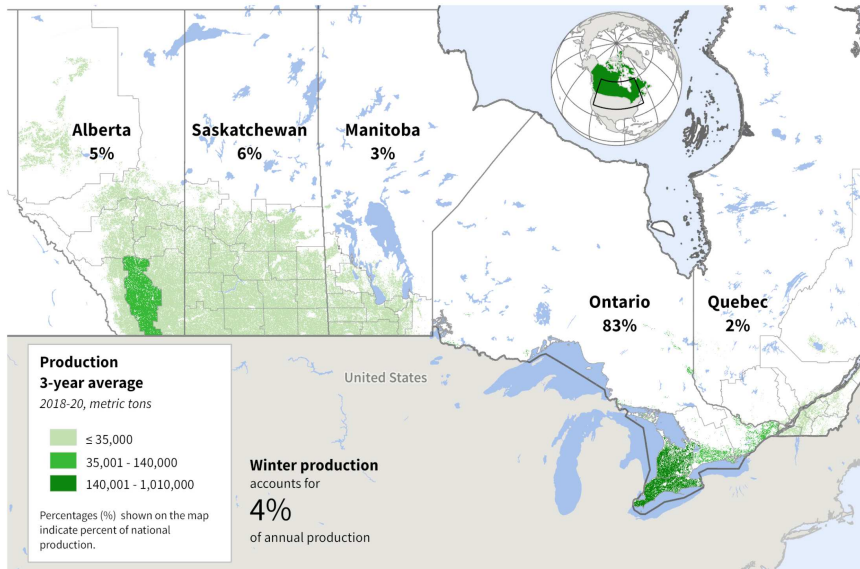 Alberta
5%
Saskatchewan
6%
Manitoba
3%
Ontario
83%
Quebec
2%
United States
Production
3-year average
2018-20, metric tons
≤ 35,000
35,001 - 140,000
140,001 - 1,010,000
Percentages (%) shown on the map
indicate percent of national
production.
Winter production
accounts for
4%
of annual production